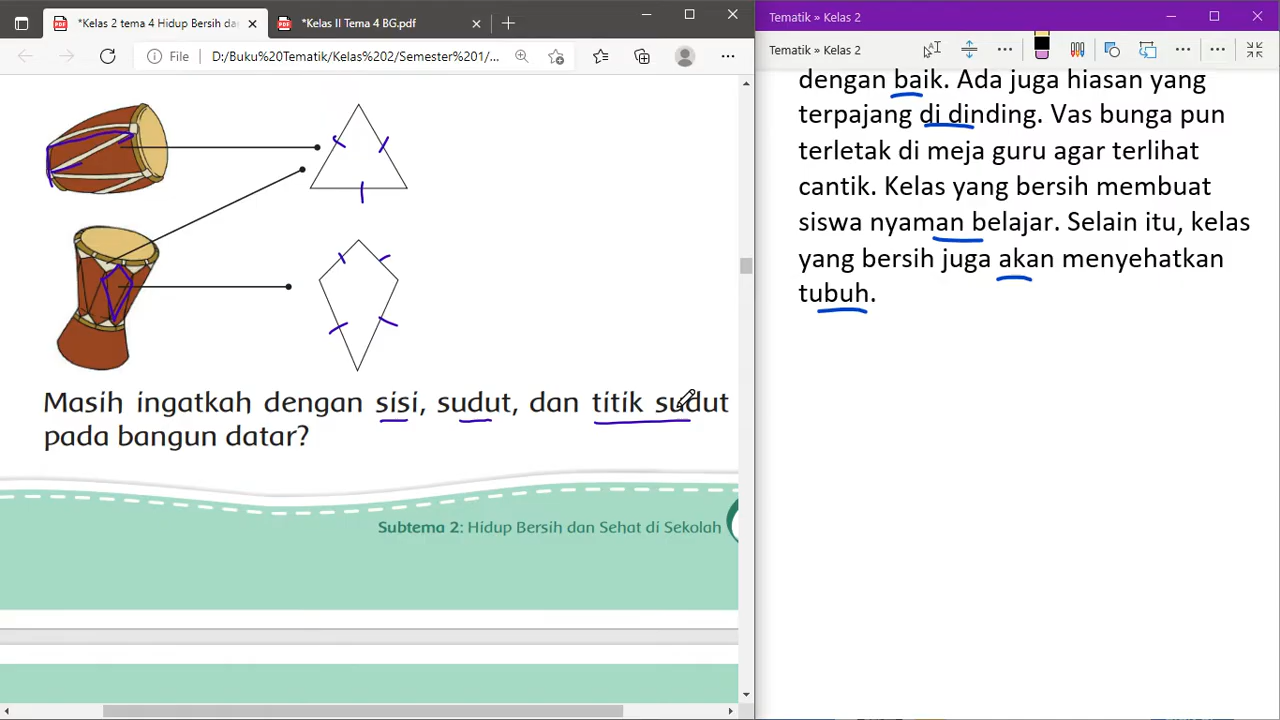 *Kelas 2 tema 4 Hidup Bersih da
*Kelas II Tema 4 BG.pdf
Tematik » Kelas 2
File
D:/Buku%20Tematik/Kelas%202/Semester%201/...
Tematik » Kelas 2
dengan baik. Ada juga hiasan yang
terpajang di dinding. Vas bunga pun
terletak di meja guru agar terlihat
cantik. Kelas yang bersih membuat
siswa nyaman belajar. Selain itu, kelas
yang bersih juga akan menyehatkan
tubuh.
Masih ingatkah dengan sisi, sudut, dan titik sudut
pada bangun datar?
Subtema 2: Hidup Bersih dan Sehat di Sekolah